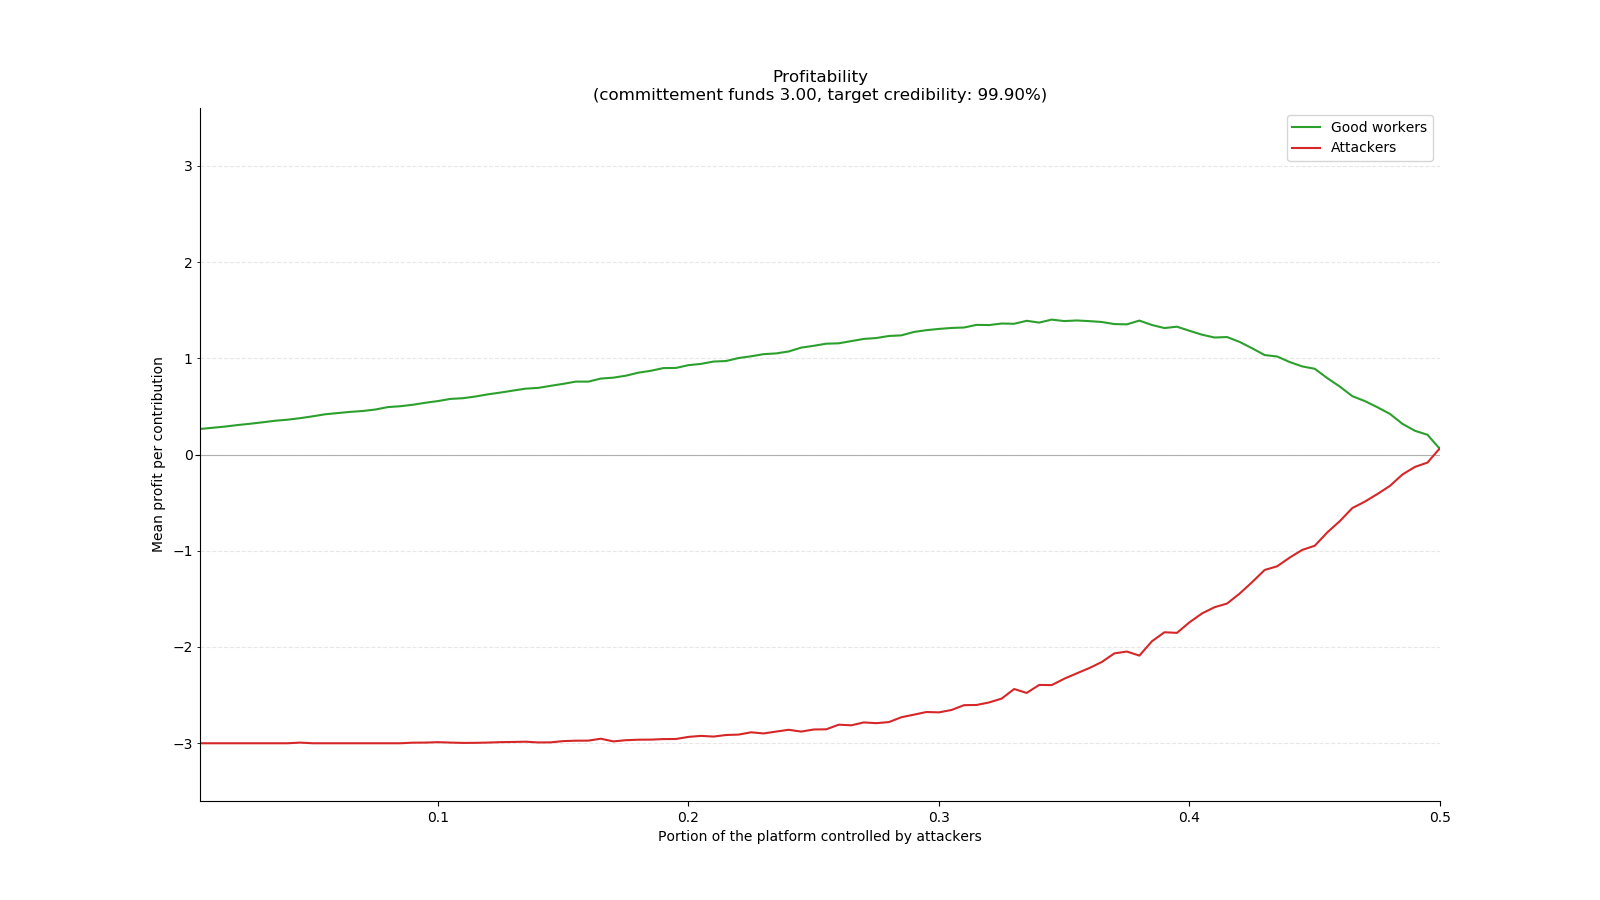 Profitability
(committement funds 3.00, target credibility: 99.90%)
Good workers
Attackers
Mean profit per contribution
3
2
1
0
−1
−2
−3
0.1
0.2
0.3
0.4
0.5
Portion of the platform controlled by attackers